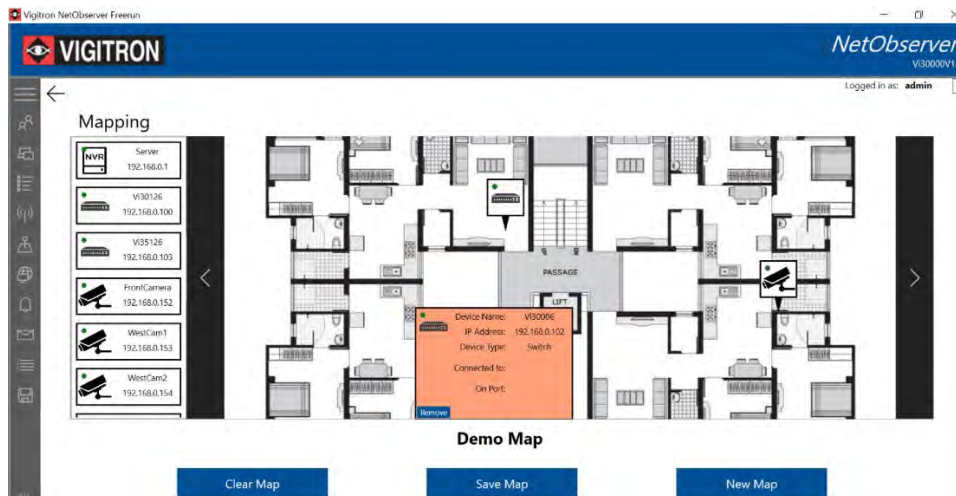 Vigitron NetObserver Freerun
VIGITRON
NetObserver
Vi30000V1
Logged in as: admin
Mapping
NVR
Server
192.168.0.1
Vi30126
192.168.0.100
Vi35126
192.168.0.103
FrontCamera
192.168.0.152
WestCam1
192.168.0.153
WestCam2
192.168.0.154
PASSAGE
LIFT
Device Name: Vi30006
IP Address: 192.168.0.102
Device Type: Switch
Connected to:
On Port:
Remove
Demo Map
Clear Map
Save Map
New Map